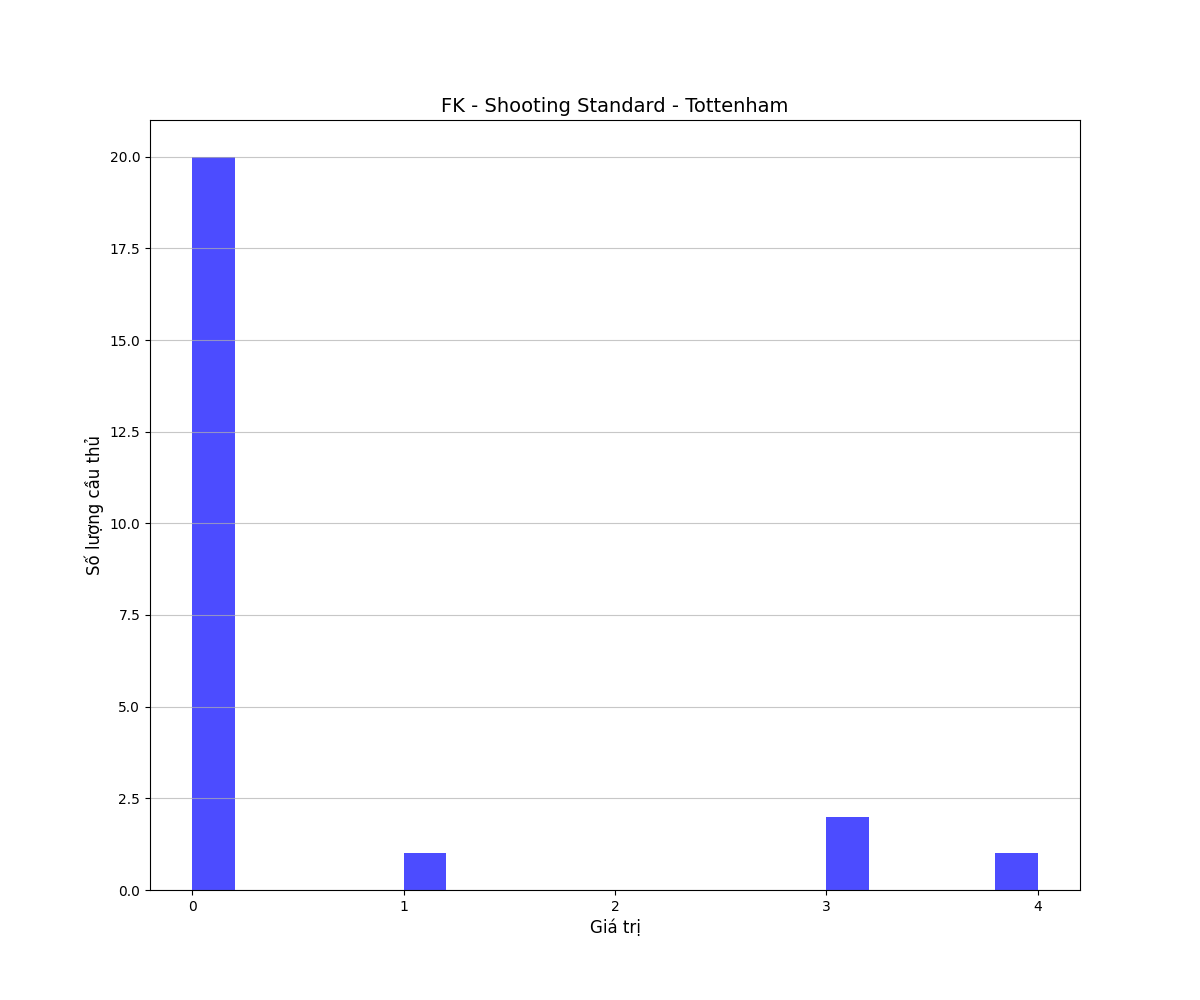 FK - Shooting Standard - Tottenham
Số lượng cầu thủ
20.0
17.5
15.0
12.5
10.0
7.5
5.0
2.5
0.0
0 1 2 3 4
Giá trị